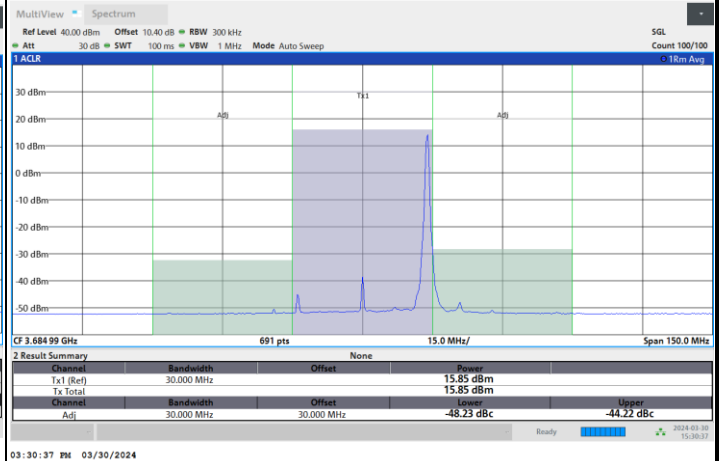 MultiView Spectrum
Ref Level 40.00 dBm Offset 10.40 dB RBW 300 kHz SGL
Att 30 dB SWT 100 ms VBW 1 MHz Mode Auto Sweep Count 100/100
1 ACLR 1Rm Avg
30 dBm
Tx1
20 dBm
Adj Adj
10 dBm
0 dBm
-10 dBm
-20 dBm
-30 dBm
-40 dBm
-50 dBm
CF 3.684 99 GHz 691 pts 15.0 MHz/ Span 150.0 MHz
2 Result Summary None
Channel Bandwidth Offset Power
Tx1 (Ref) 30.000 MHz 15.85 dBm
Tx Total 15.85 dBm
Channel Bandwidth Offset Lower Upper
Adj 30.000 MHz 30.000 MHz -48.23 dBc -44.22 dBc
Ready 2024-03-30
15:30:37
03:30:37 PM 03/30/2024